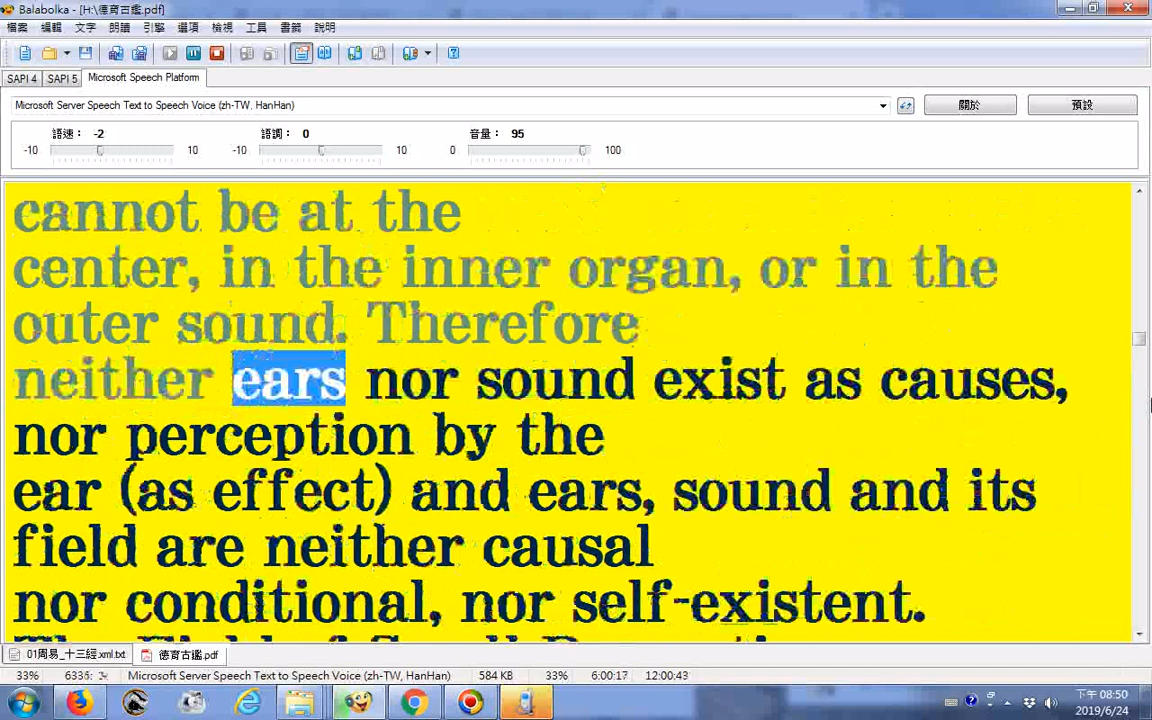 Balabolka - [H:\德育古鑑.pdf]
檔案 編輯 文字 朗讀 引擎 選項 檢視 工具 書籤 說明
SAPI 4 SAPI 5 Microsoft Speech Platform
Microsoft Server Speech Text to Speech Voice (zh-TW, HanHan) 關於 預設
語速： -2 語調： 0 音量： 95
-10 10 -10 10 0 100
cannot be at the
center, in the inner organ, or in the
outer sound. Therefore
neither ears nor sound exist as causes,
nor perception by the
ear (as effect) and ears, sound and its
field are neither causal
nor conditional, nor self-existent.
01周易_十三經.xml.txt 德育古鑑.pdf
33% Microsoft Server Speech Text to Speech Voice (zh-TW, HanHan) 584 KB 33% 6:00:17 12:00:43
下午 08:50
2019/6/24